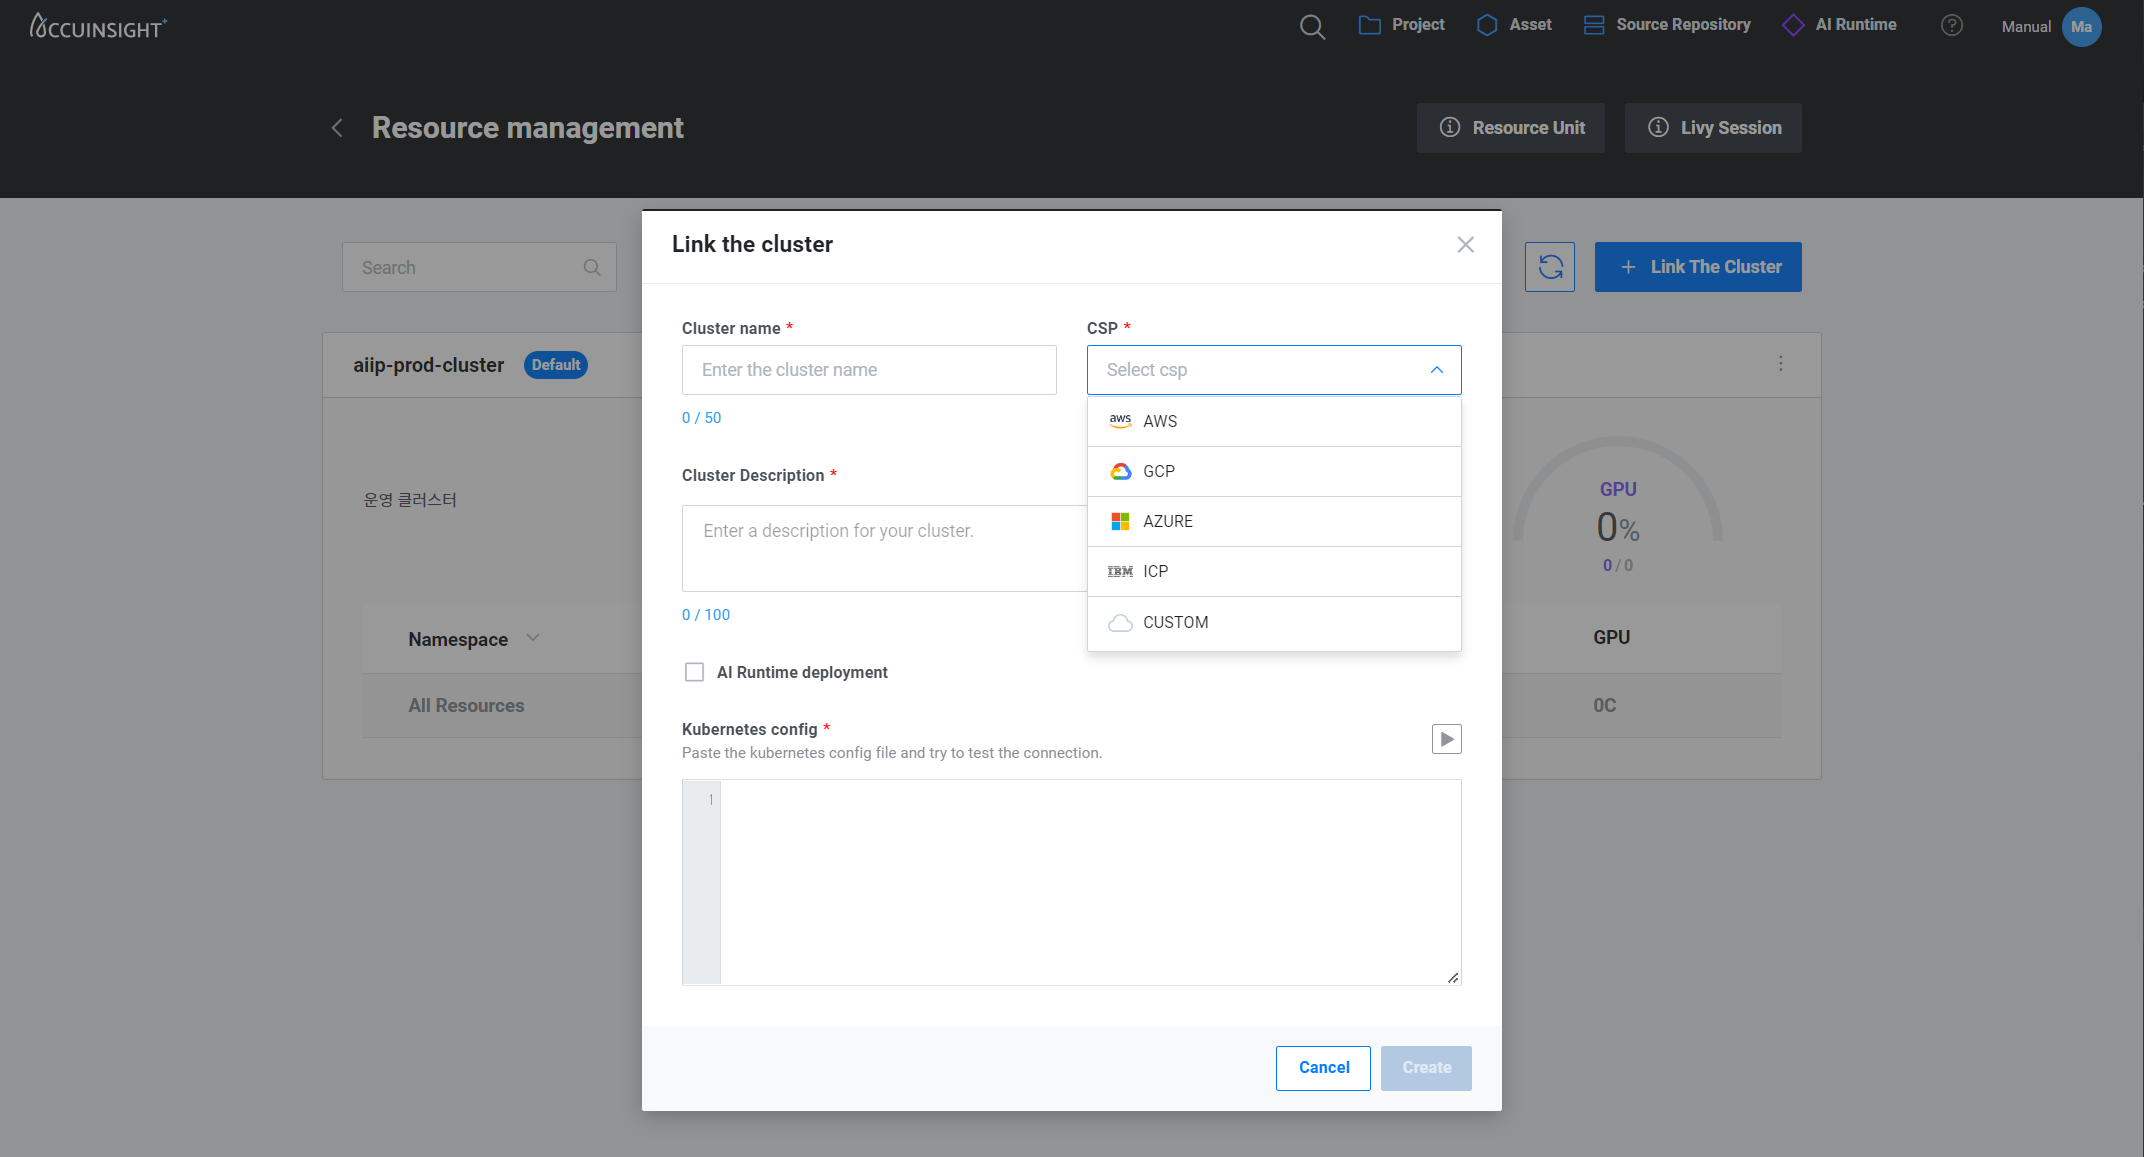 ACCUINSIGHT+
Project
Asset
Source Repository
AI Runtime
Manual
Ma
Resource management
Resource Unit
Livy Session
Link the cluster
Search
Link The Cluster
Cluster name *
CSP *
Enter the cluster name
Select csp
aiip-prod-cluster
Default
0 / 50
aws AWS
GCP
AZURE
IBM ICP
CUSTOM
Cluster Description *
Enter a description for your cluster.
0 / 100
운영 클러스터
GPU
0%
0 / 0
Namespace
GPU
All Resources
0C
AI Runtime deployment
Kubernetes config *
Paste the kubernetes config file and try to test the connection.
1
Cancel
Create